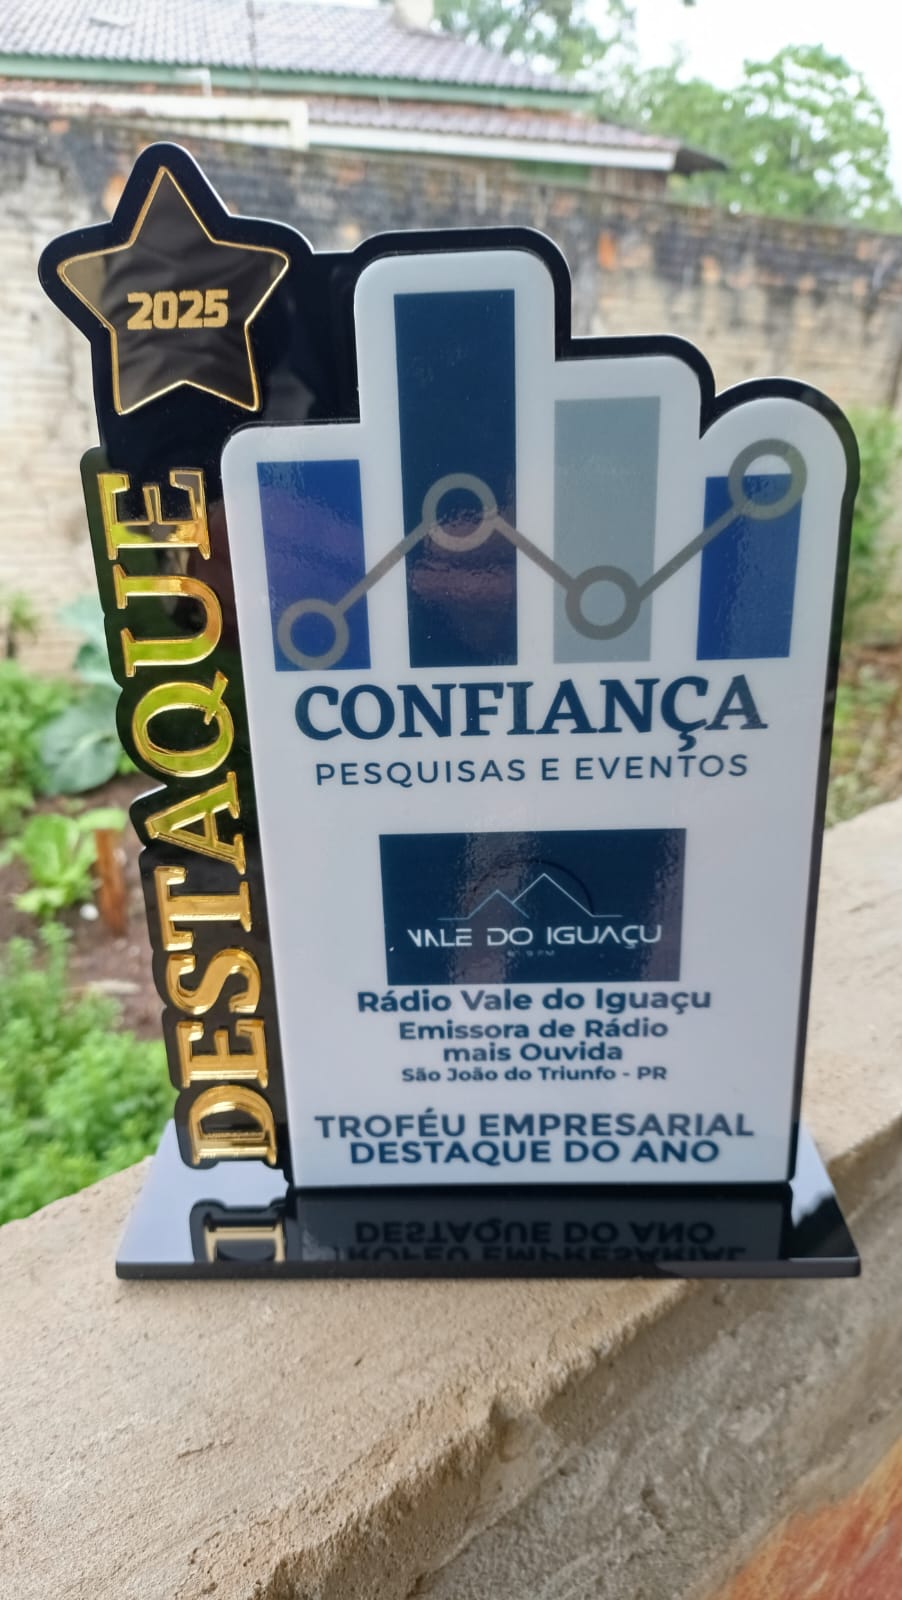 2025
DESTAQUE
CONFIANÇA
PESQUISAS E EVENTOS
VALE DO IGUAÇU
Rádio Vale do Iguaçu
Emissora de Rádio
mais Ouvida
São João do Triunfo - PR
TROFÉU EMPRESARIAL
DESTAQUE DO ANO